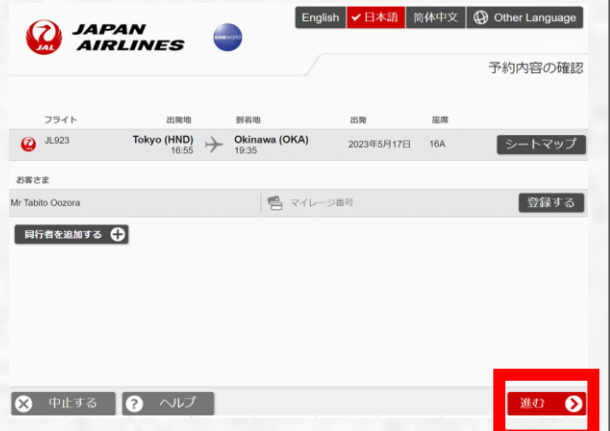 JAPAN AIRLINES
JAL
oneworld
English ✔日本語 简体中文 Other Language
予約内容の確認
フライト 出発地 到着地 出発 座席
JL923 Tokyo (HND) 16:55 Okinawa (OKA) 19:35 2023年5月17日 16A シートマップ
お客さま
Mr Tabito Oozora マイレージ番号 登録する
同行者を追加する
中止する ? ヘルプ 進む